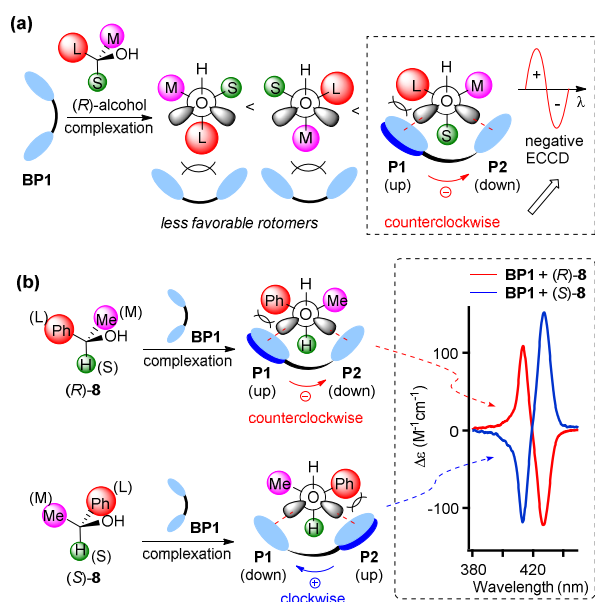 (a)
L
M
OH
S
(R)-alcohol
complexation
BP1
H
M
S
O
L
<
H
S
L
O
M
<
less favorable rotomers
H
L
M
O
S
P1
P2
(up)
(down)
⊖
counterclockwise
+
-
λ
negative
ECCD
(b)
(L)
Ph
Me
(M)
OH
H
(S)
(R)-8
BP1
complexation
H
Ph
Me
O
H
P1
P2
(up)
(down)
⊖
counterclockwise
(M)
Me
Ph
(L)
OH
H
(S)
(S)-8
BP1
complexation
H
Me
Ph
O
H
P1
P2
(down)
(up)
⊕
clockwise
BP1 + (R)-8
BP1 + (S)-8
100
0
-100
Δε (M-1cm-1)
380
420
Wavelength (nm)